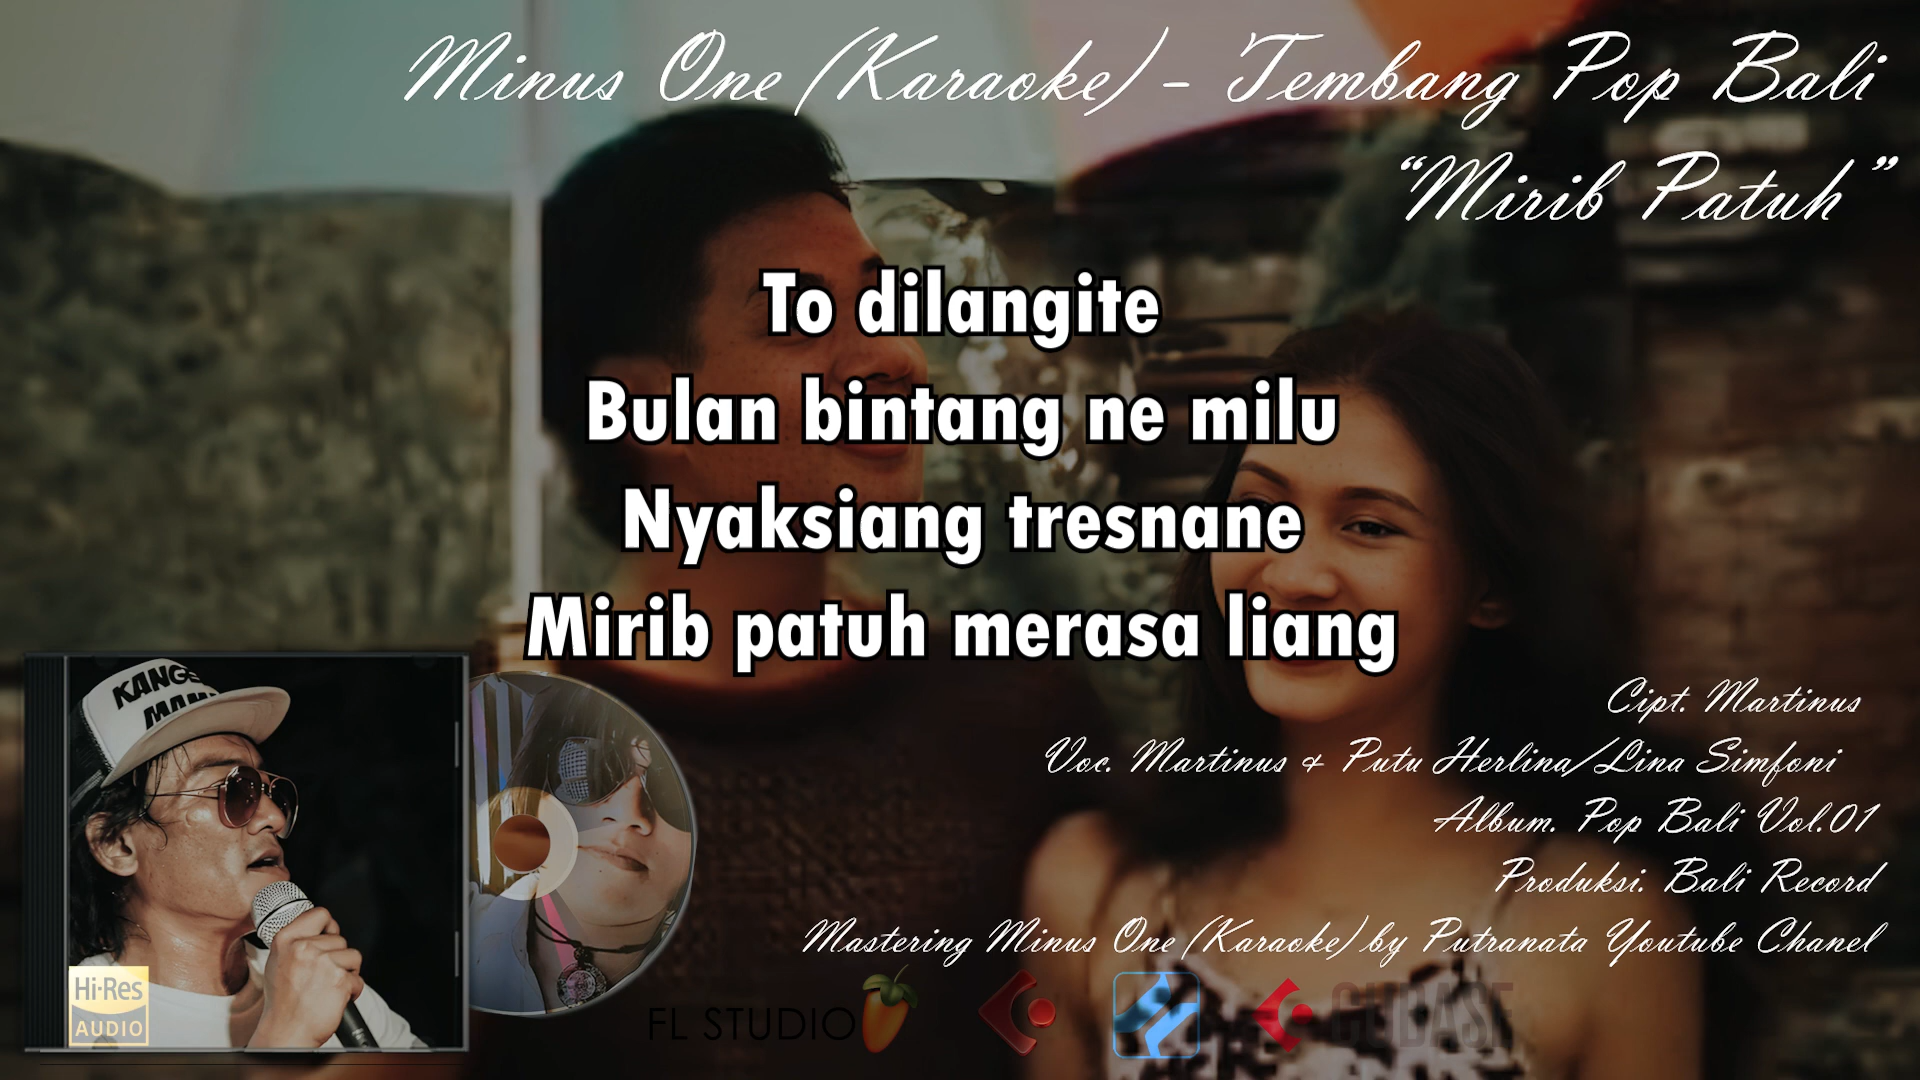 Minus One (Karaoke) - Tembang Pop Bali
“Mirib Patuh”
To dilangite
Bulan bintang ne milu
Nyaksiang tresnane
Mirib patuh merasa liang
Cipt. Martinus
Voc. Martinus & Putu Herlina/Lina Simfoni
Album. Pop Bali Vol.01
Produksi. Bali Record
Mastering Minus One (Karaoke) by Putranata Youtube Chanel
Hi-Res
AUDIO
FL STUDIO
CUBASE